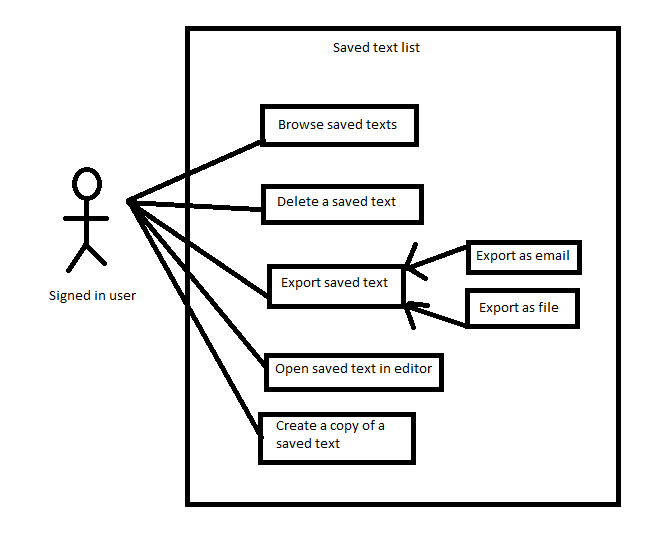 Saved text list
Browse saved texts
Delete a saved text
Export as email
Export saved text
Signed in user
Export as file
Open saved text in editor
Create a copy of a
saved text